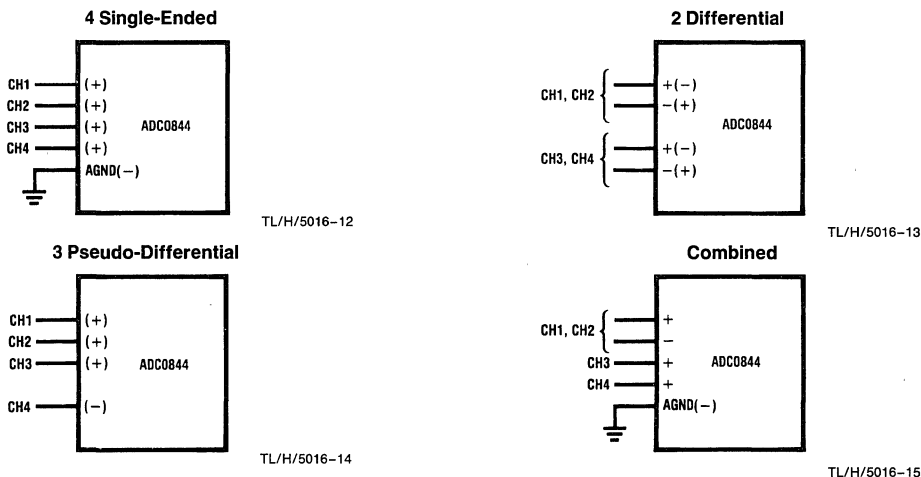 4 Single-Ended
CH1
(+)
CH2
(+)
CH3
(+)
CH4
(+)
AGND(−)
ADC0844
TL/H/5016–12
2 Differential
CH1, CH2
+(−)
−(+)
CH3, CH4
+(−)
−(+)
ADC0844
TL/H/5016–13
3 Pseudo-Differential
CH1
(+)
CH2
(+)
CH3
(+)
CH4
(−)
ADC0844
TL/H/5016–14
Combined
CH1, CH2
+
−
CH3
+
CH4
+
AGND(−)
ADC0844
TL/H/5016–15